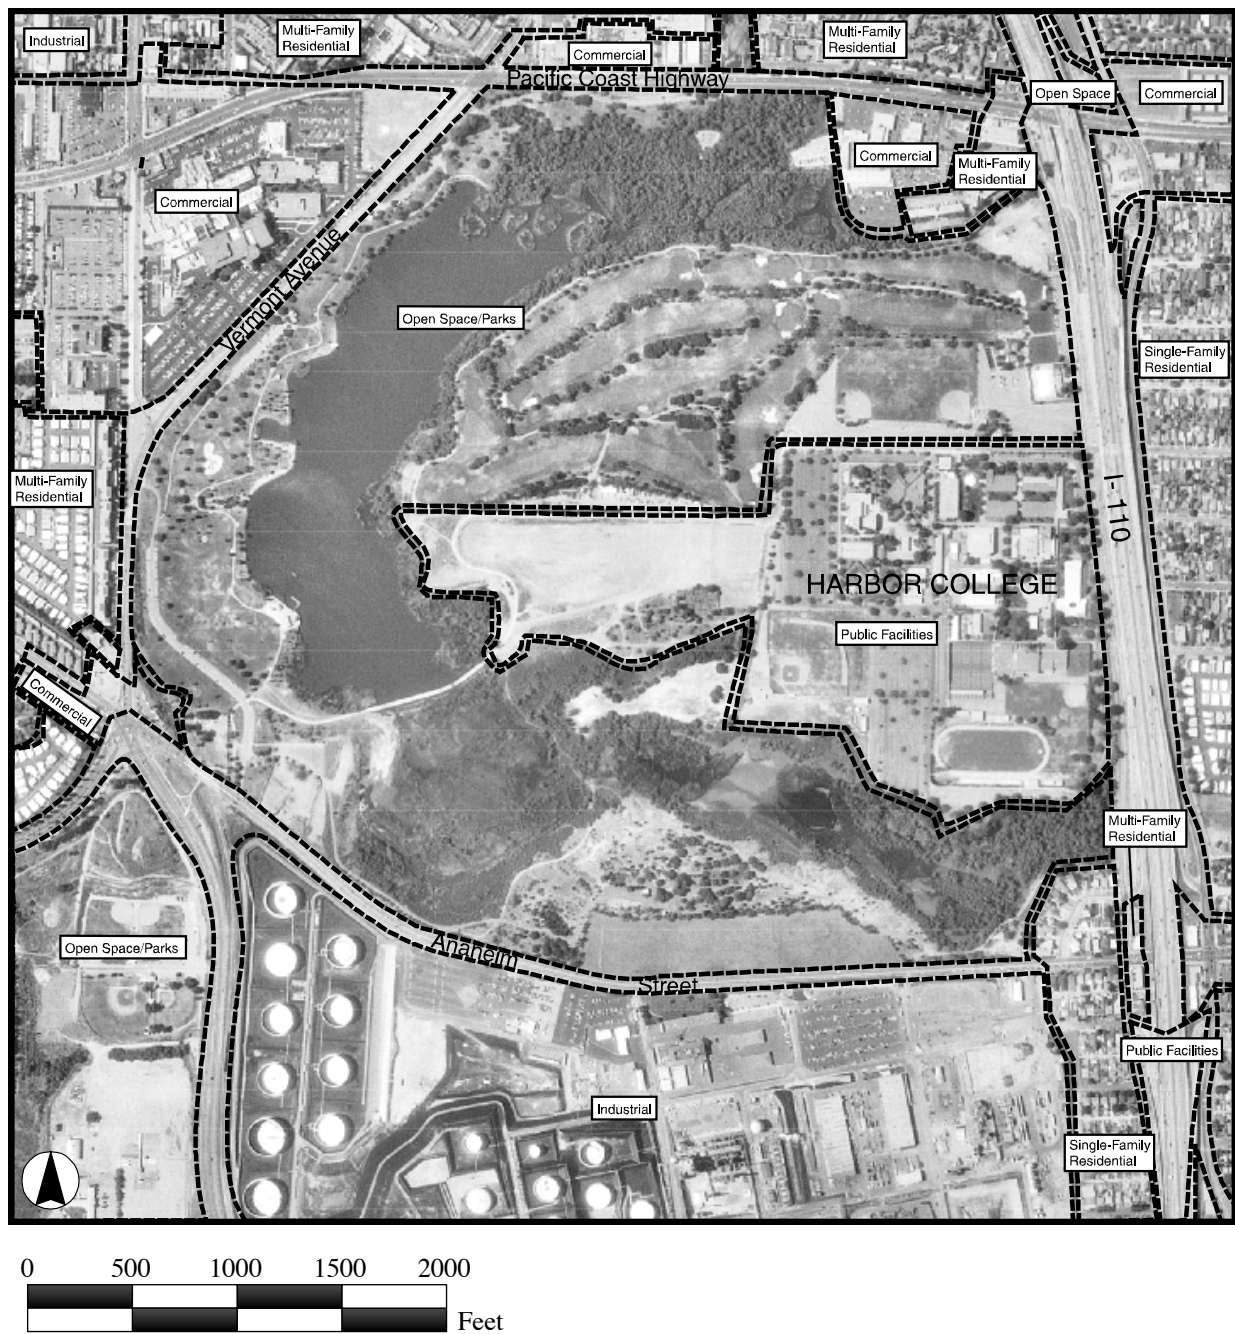 Industrial
Multi-Family
Residential
Commercial
Multi-Family
Residential
Pacific Coast Highway
Open Space
Commercial
Commercial
Multi-Family
Residential
Commercial
Vermont Avenue
Open Space/Parks
Single-Family
Residential
Multi-Family
Residential
I-110
HARBOR COLLEGE
Public Facilities
Commercial
Multi-Family
Residential
Open Space/Parks
Anaheim
Street
Public Facilities
Industrial
Single-Family
Residential
0 500 1000 1500 2000
Feet